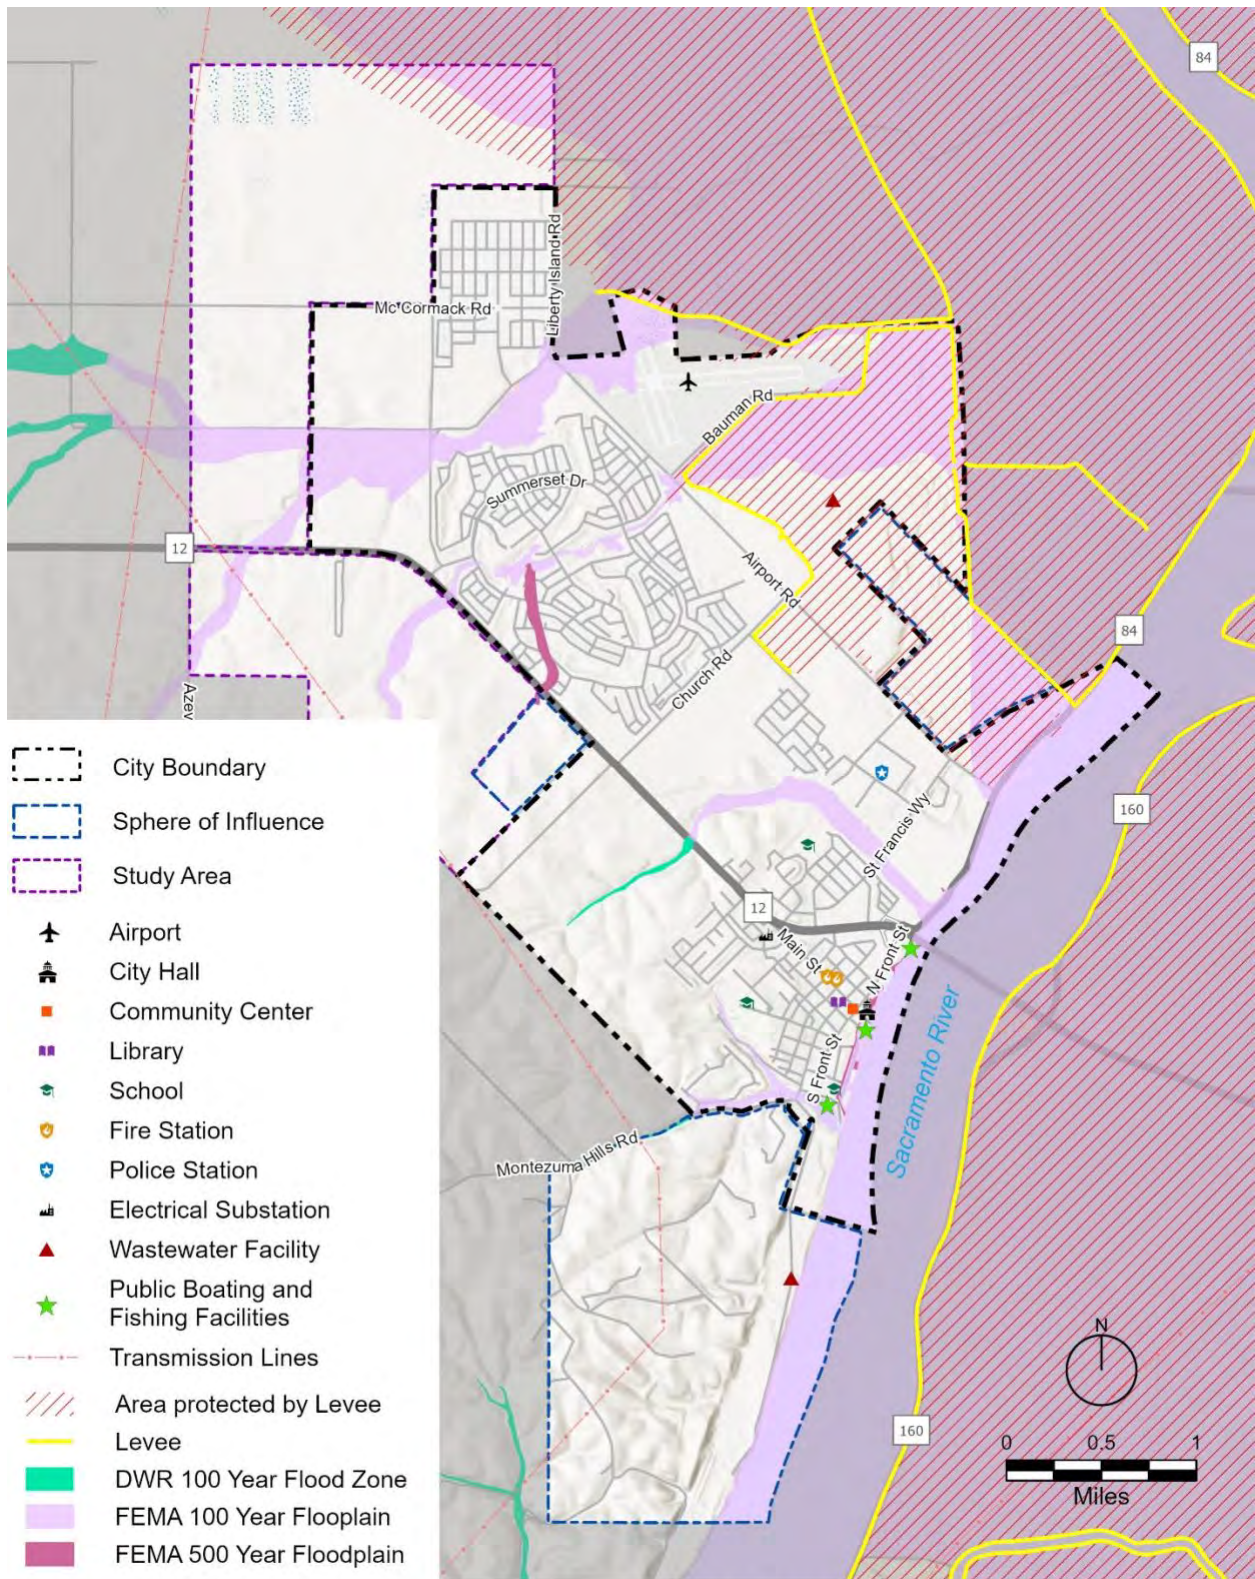 84
Liberty Island Rd
Mc Cormack Rd
Bauman Rd
Summerset Dr
12
Airport Rd
84
Church Rd
Azev
160
St Francis Wy
12
Main St
N Front St
Sacramento River
S Front St
Montezuma Hills Rd
160
City Boundary
Sphere of Influence
Study Area
Airport
City Hall
Community Center
Library
School
Fire Station
Police Station
Electrical Substation
Wastewater Facility
Public Boating and
Fishing Facilities
Transmission Lines
Area protected by Levee
Levee
DWR 100 Year Flood Zone
FEMA 100 Year Flooplain
FEMA 500 Year Floodplain
N
0 0.5 1
Miles